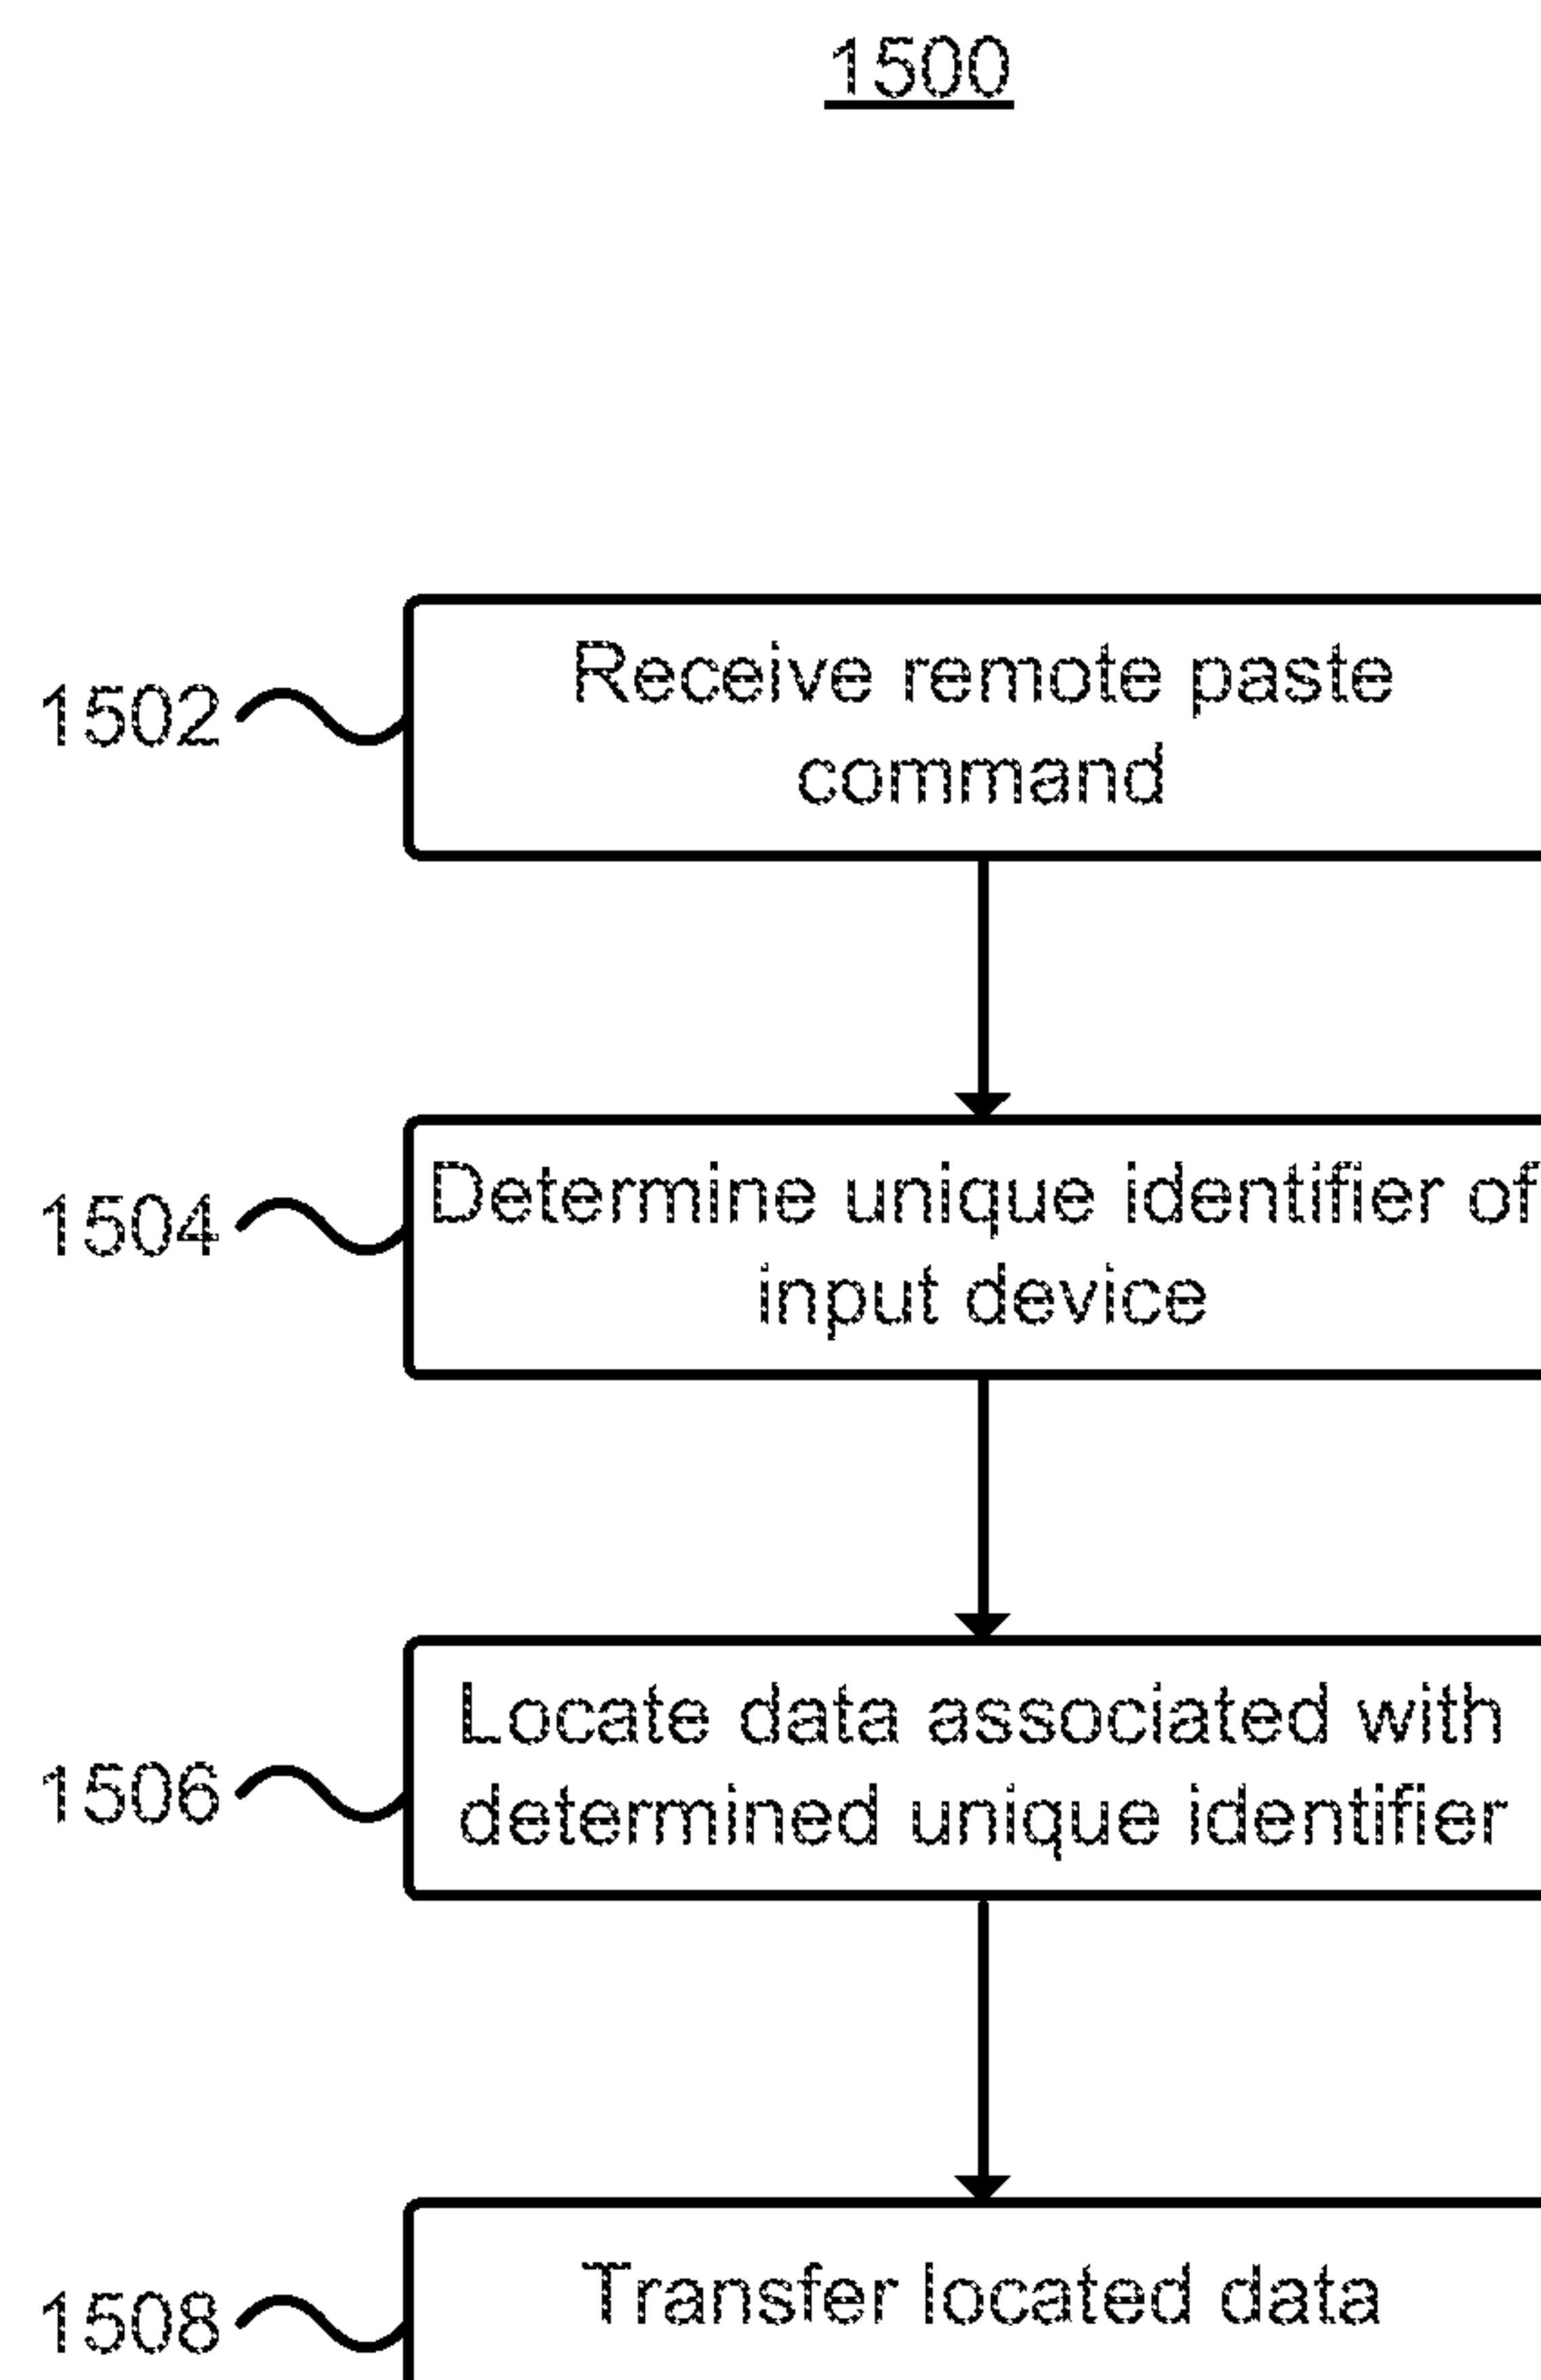 1500
1502
Receive remote paste
command
1504
Determine unique identifier of
input device
1506
Locate data associated with
determined unique identifier
1508
Transfer located data